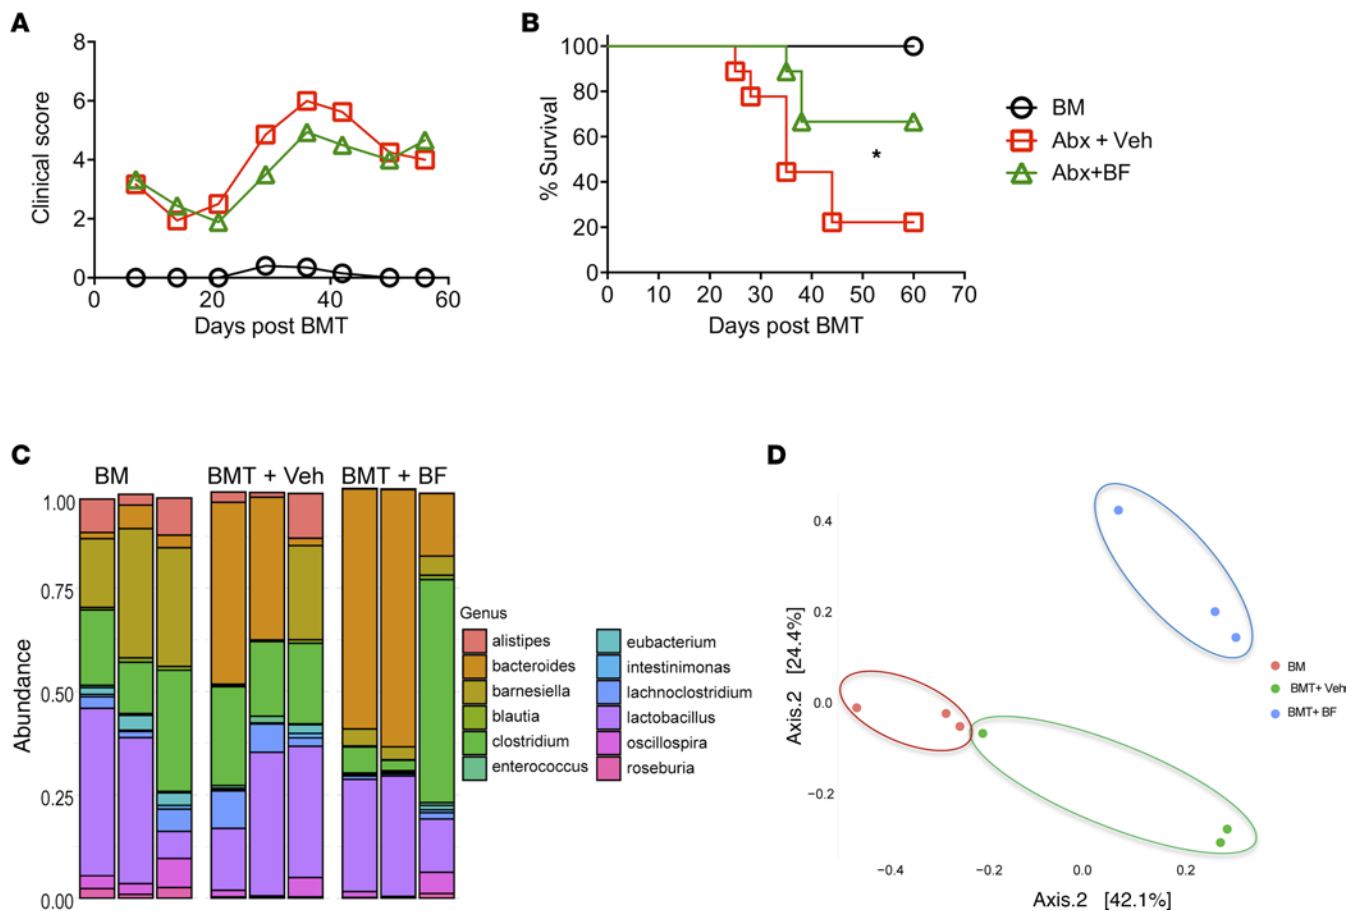 A
8
6
4
2
0
Clinical score
0
20
40
60
Days post BMT
B
100
80
60
40
20
0
% Survival
*
0
10
20
30
40
50
60
70
Days post BMT
BM
Abx + Veh
Abx+BF
C
BM
BMT + Veh
BMT + BF
1.00
0.75
0.50
0.25
0.00
Abundance
Genus
alistipes
bacteroides
barnesiella
blautia
clostridium
enterococcus
eubacterium
intestinimonas
lachnoclostridium
lactobacillus
oscillospira
roseburia
D
0.4
0.2
0.0
−0.2
Axis.2 [24.4%]
−0.4
−0.2
0.0
0.2
Axis.2 [42.1%]
BM
BMT+ Veh
BMT+ BF